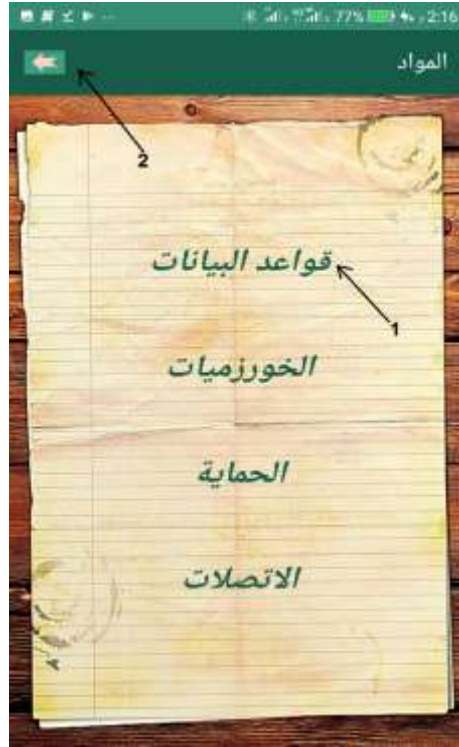 77% 2:16
المواد
2
قواعد البيانات
1
الخورزميات
الحماية
الاتصلات